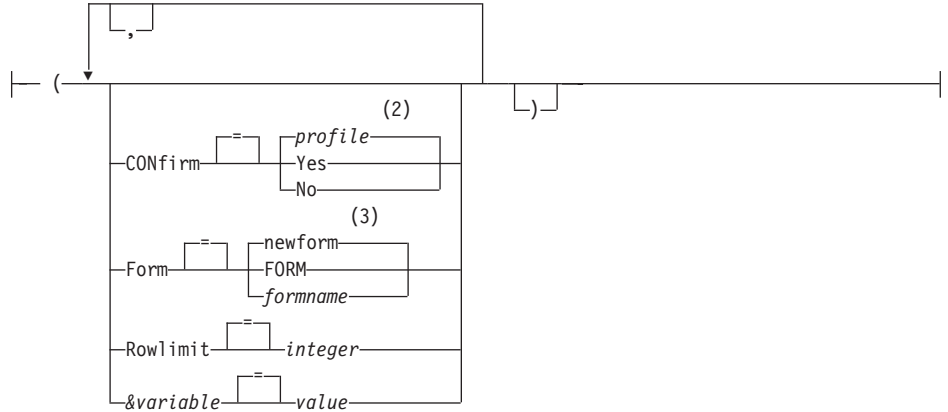 ,
(
)
(2)
CONfirm = profile
Yes
No
(3)
Form = newform
FORM
formname
Rowlimit = integer
&variable = value